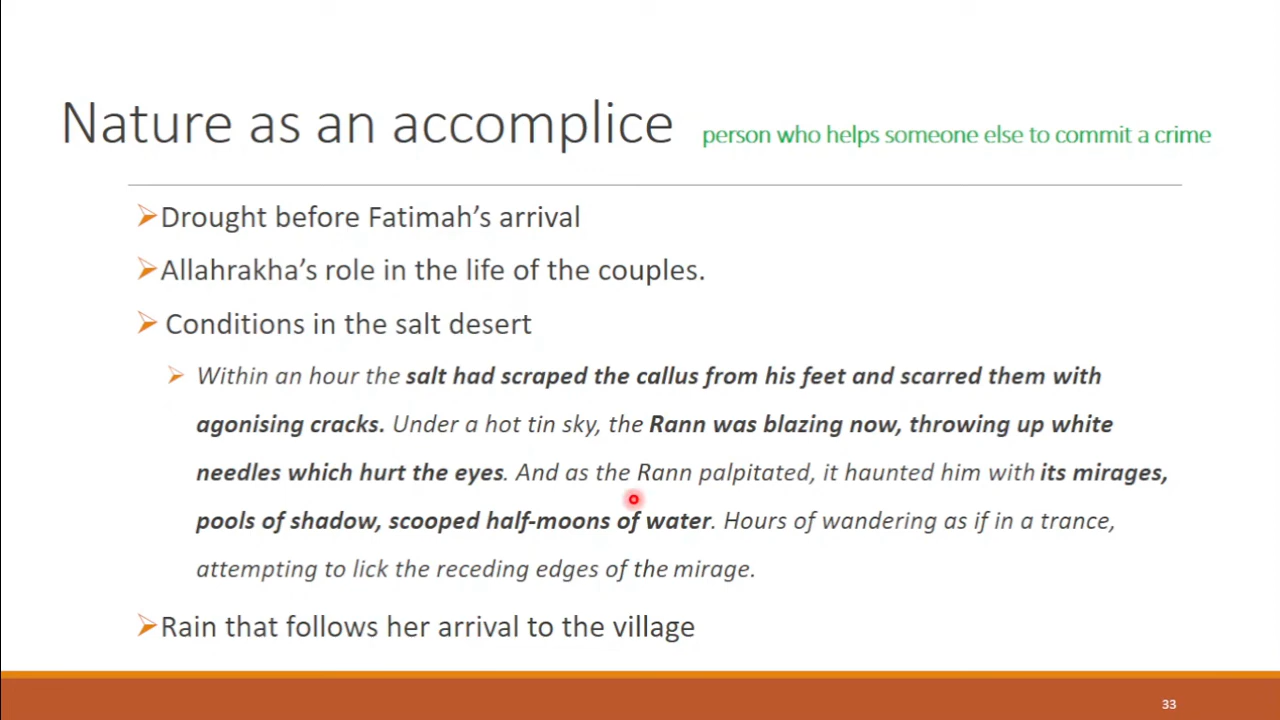 Nature as an accomplice person who helps someone else to commit a crime
Drought before Fatimah's arrival
Allahrakha's role in the life of the couples.
Conditions in the salt desert
Within an hour the salt had scraped the callus from his feet and scarred them with
agonising cracks. Under a hot tin sky, the Rann was blazing now, throwing up white
needles which hurt the eyes. And as the Rann palpitated, it haunted him with its mirages,
pools of shadow, scooped half-moons of water. Hours of wandering as if in a trance,
attempting to lick the receding edges of the mirage.
Rain that follows her arrival to the village
33